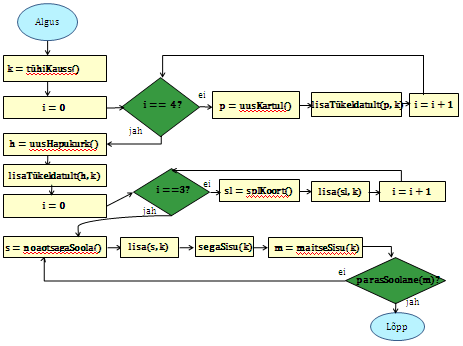 Algus
k = tühiKauss()
i = 0
i == 4?
ei
p = uusKartul()
lisaTükeldatult(p, k)
i = i + 1
jah
h = uusHapukurk()
lisaTükeldatult(h, k)
i = 0
i ==3?
ei
sl = splKoort()
lisa(sl, k)
i = i + 1
jah
s = noaotsagaSoola()
lisa(s, k)
segaSisu(k)
m = maitseSisu(k)
ei
parasSoolane(m)?
jah
Lõpp